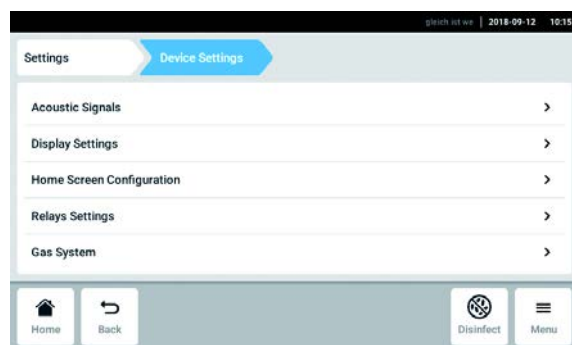 gleich ist we | 2018-09-12 10:15
Settings
Device Settings
Acoustic Signals
Display Settings
Home Screen Configuration
Relays Settings
Gas System
Home
Back
Disinfect
Menu